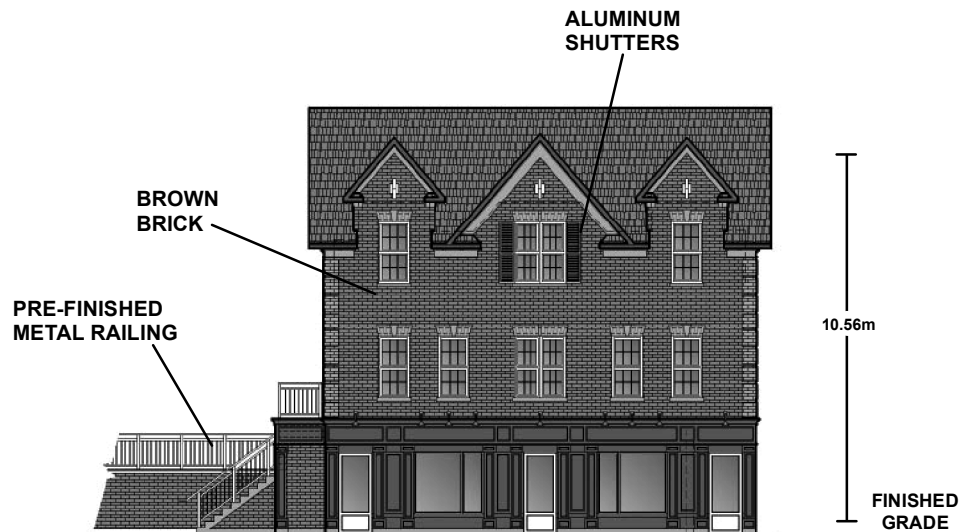 ALUMINUM
SHUTTERS
BROWN
BRICK
PRE-FINISHED
METAL RAILING
10.56m
FINISHED
GRADE